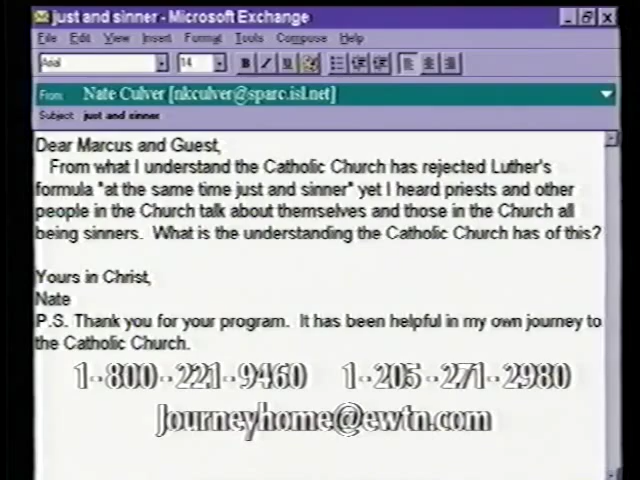 just and sinner - Microsoft Exchange
File Edit View Insert Format Tools Compose Help
Arial 14 B I U
From: Nate Culver [nkculver@sparc.isl.net]
Subject: just and sinner
Dear Marcus and Guest,
From what I understand the Catholic Church has rejected Luther's
formula "at the same time just and sinner" yet I heard priests and other
people in the Church talk about themselves and those in the Church all
being sinners. What is the understanding the Catholic Church has of this?
Yours in Christ,
Nate
P.S. Thank you for your program. It has been helpful in my own journey to
the Catholic Church.
1-800-221-9460 1-205-271-2980
Journeyhome@ewtn.com